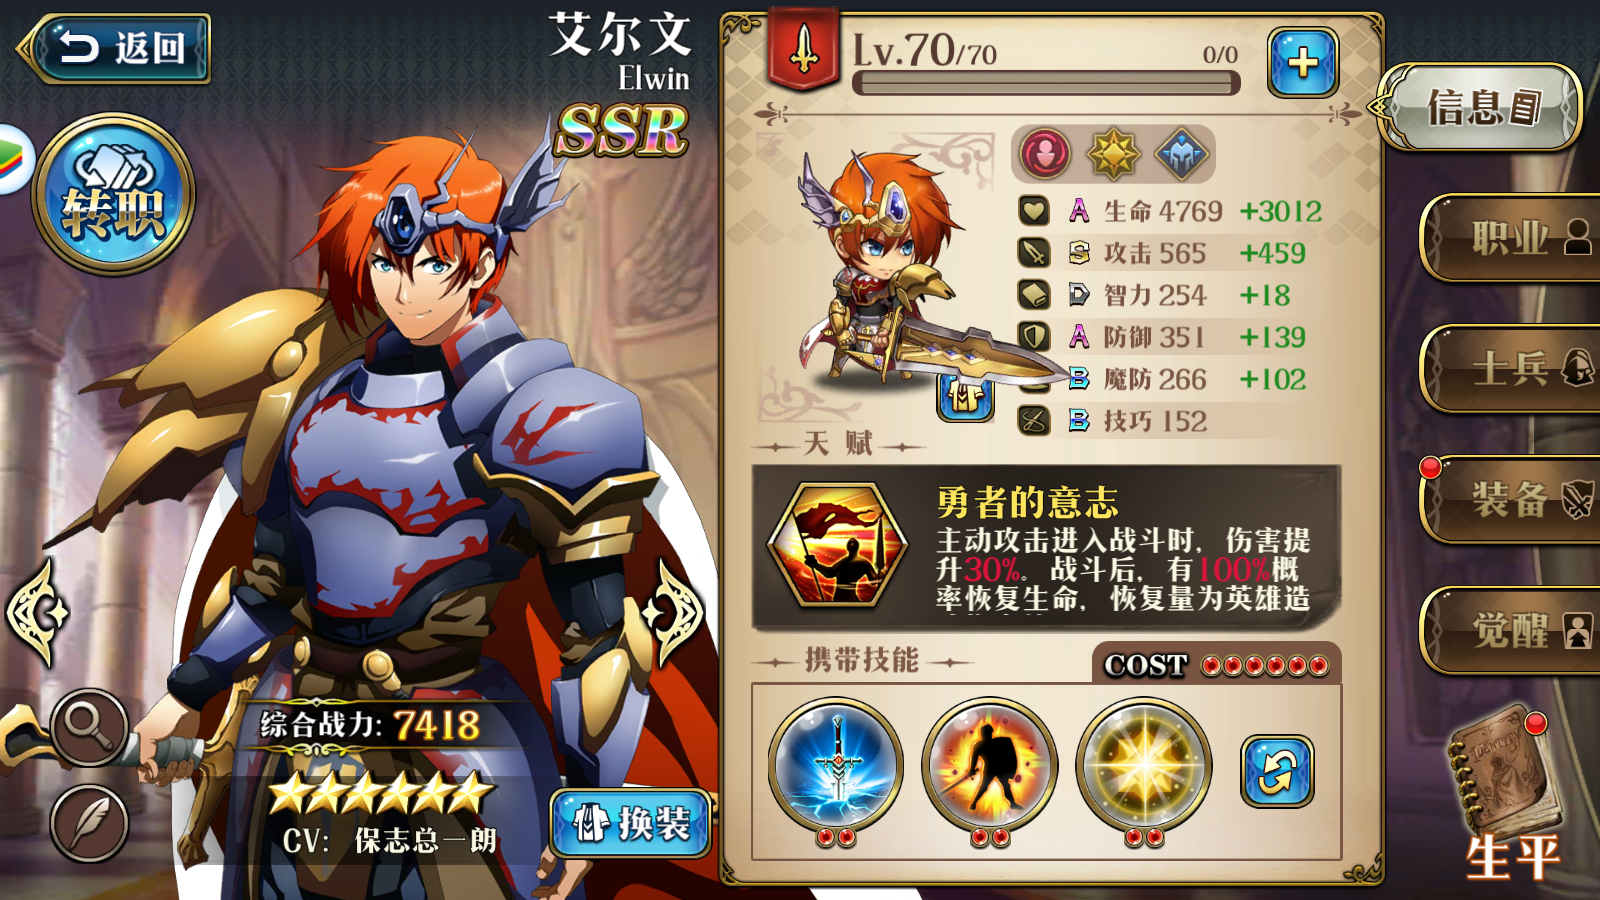 返回
艾尔文
Elwin
SSR
转职
Lv.70/70
0/0
A 生命 4769 +3012
S 攻击 565 +459
D 智力 254 +18
A 防御 351 +139
B 魔防 266 +102
B 技巧 152
天赋
勇者的意志
主动攻击进入战斗时，伤害提
升30%。战斗后，有100%概
率恢复生命，恢复量为英雄造
携带技能
COST
综合战力: 7418
CV: 保志总一朗
换装
信息
职业
士兵
装备
觉醒
生平